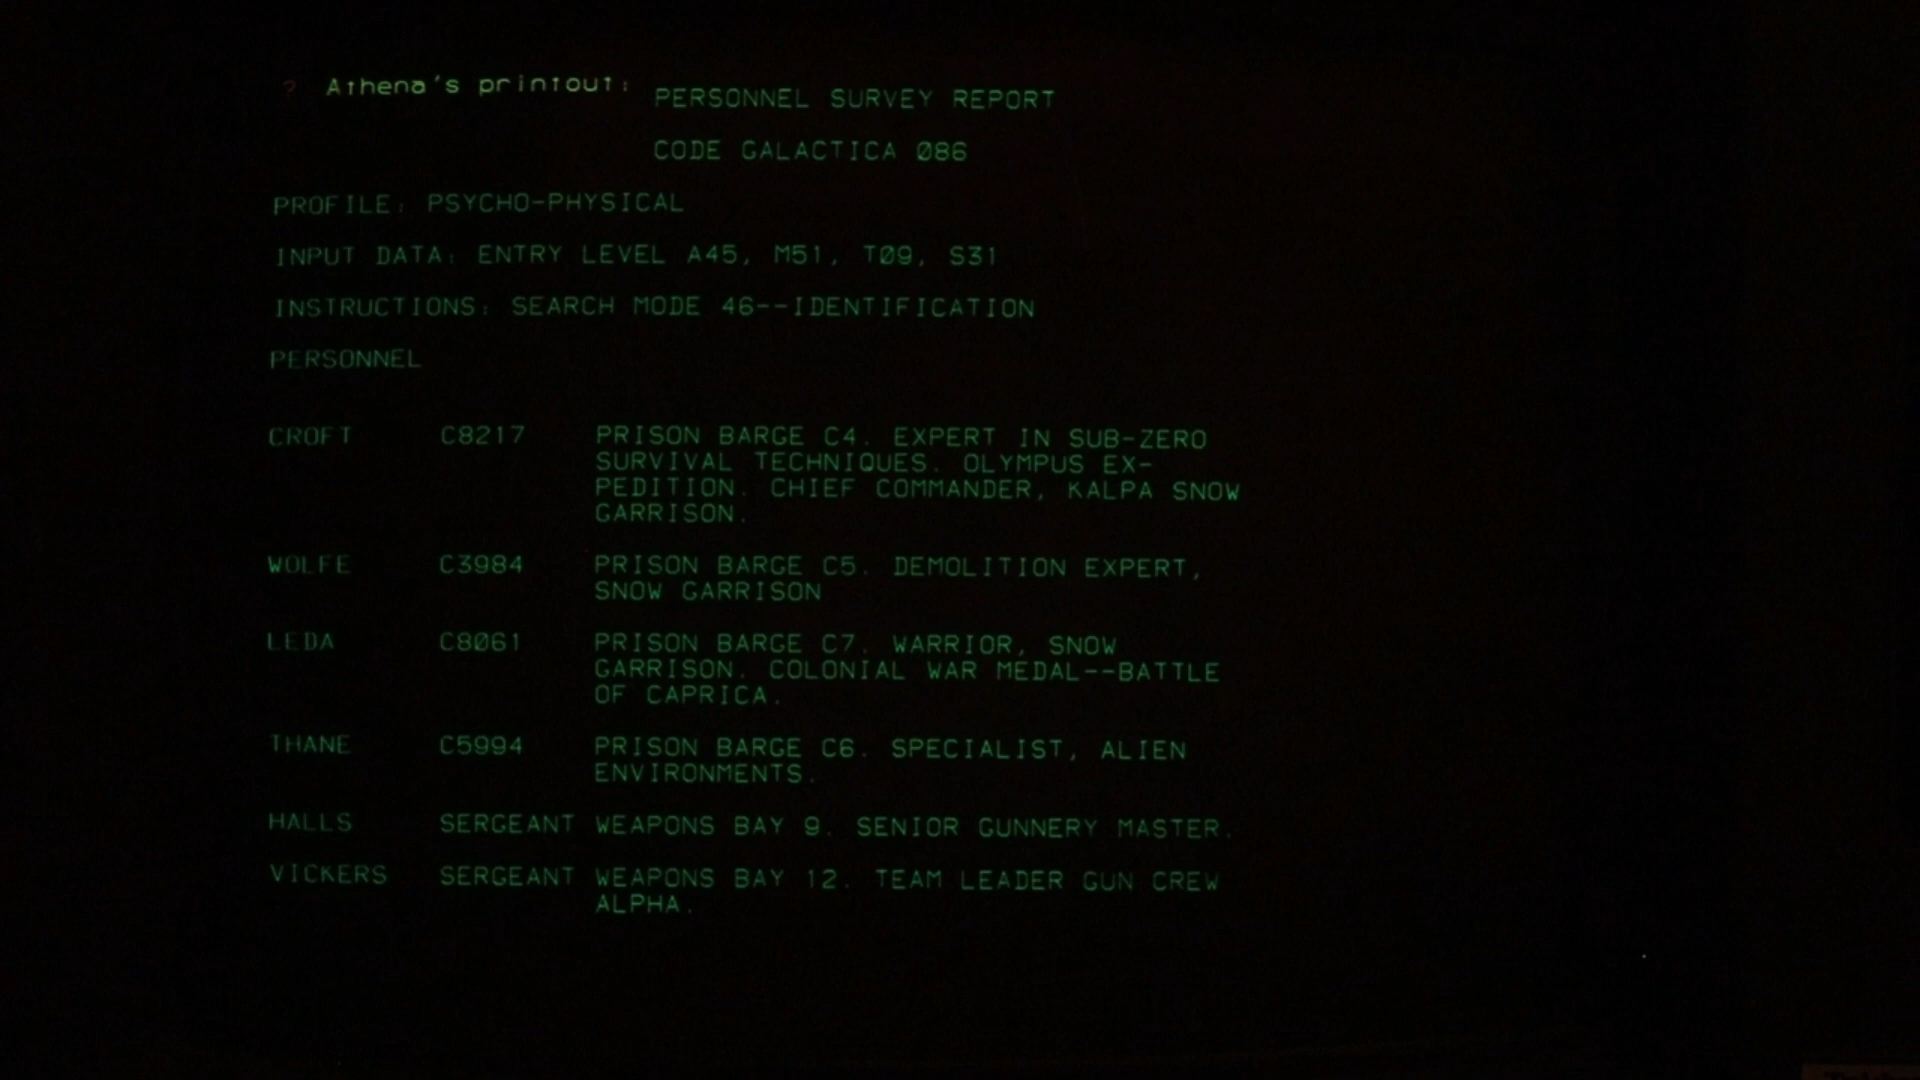 ? Athena's printout:
PERSONNEL SURVEY REPORT
CODE GALACTICA 086
PROFILE: PSYCHO-PHYSICAL
INPUT DATA: ENTRY LEVEL A45, M51, T09, S31
INSTRUCTIONS: SEARCH MODE 46--IDENTIFICATION
PERSONNEL
CROFT C8217 PRISON BARGE C4. EXPERT IN SUB-ZERO
SURVIVAL TECHNIQUES. OLYMPUS EX-
PEDITION. CHIEF COMMANDER, KALPA SNOW
GARRISON.
WOLFE C3984 PRISON BARGE C5. DEMOLITION EXPERT,
SNOW GARRISON
LEDA C8061 PRISON BARGE C7. WARRIOR, SNOW
GARRISON. COLONIAL WAR MEDAL--BATTLE
OF CAPRICA.
THANE C5994 PRISON BARGE C6. SPECIALIST, ALIEN
ENVIRONMENTS.
HALLS SERGEANT WEAPONS BAY 9. SENIOR GUNNERY MASTER.
VICKERS SERGEANT WEAPONS BAY 12. TEAM LEADER GUN CREW
ALPHA.